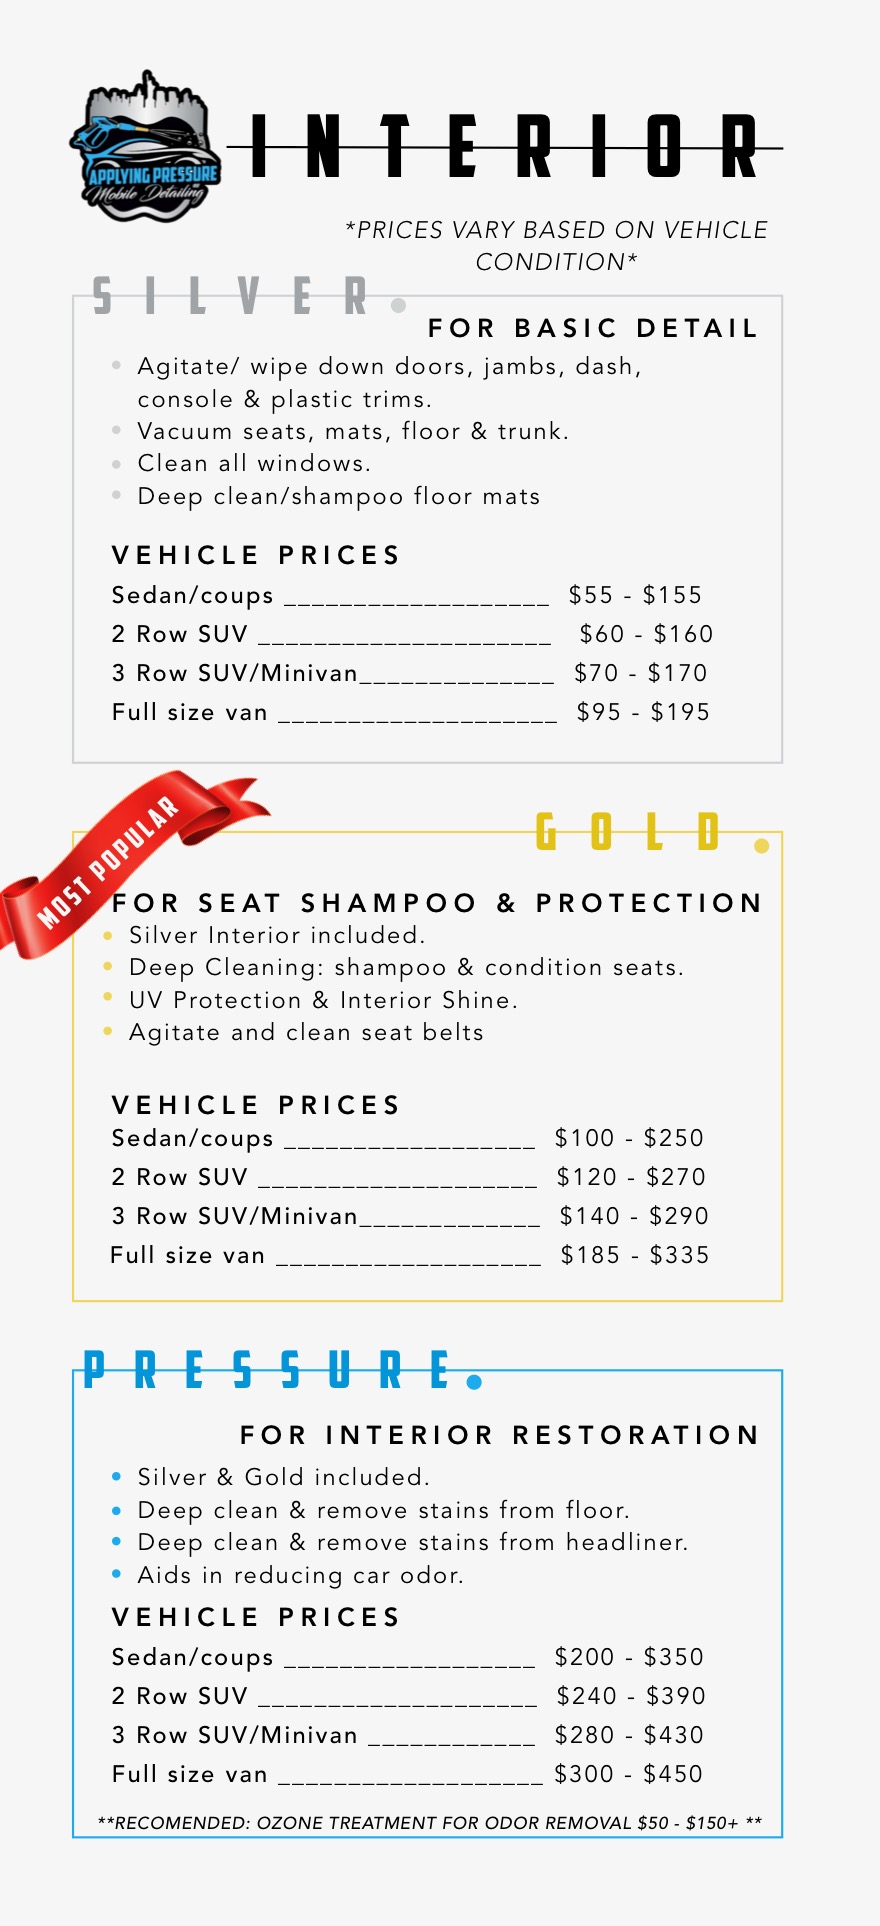 APPLYING PRESSURE
Mobile Detailing
INTERIOR
*PRICES VARY BASED ON VEHICLE
CONDITION*
SILVER.
FOR BASIC DETAIL
Agitate/ wipe down doors, jambs, dash,
console & plastic trims.
Vacuum seats, mats, floor & trunk.
Clean all windows.
Deep clean/shampoo floor mats
VEHICLE PRICES
Sedan/coups ___________________ $55 - $155
2 Row SUV _____________________ $60 - $160
3 Row SUV/Minivan______________ $70 - $170
Full size van ____________________ $95 - $195
MOST POPULAR
GOLD.
FOR SEAT SHAMPOO & PROTECTION
Silver Interior included.
Deep Cleaning: shampoo & condition seats.
UV Protection & Interior Shine.
Agitate and clean seat belts
VEHICLE PRICES
Sedan/coups __________________ $100 - $250
2 Row SUV ____________________ $120 - $270
3 Row SUV/Minivan_____________ $140 - $290
Full size van ___________________ $185 - $335
PRESSURE.
FOR INTERIOR RESTORATION
Silver & Gold included.
Deep clean & remove stains from floor.
Deep clean & remove stains from headliner.
Aids in reducing car odor.
VEHICLE PRICES
Sedan/coups __________________ $200 - $350
2 Row SUV ____________________ $240 - $390
3 Row SUV/Minivan ____________ $280 - $430
Full size van ___________________ $300 - $450
**RECOMENDED: OZONE TREATMENT FOR ODOR REMOVAL $50 - $150+ **